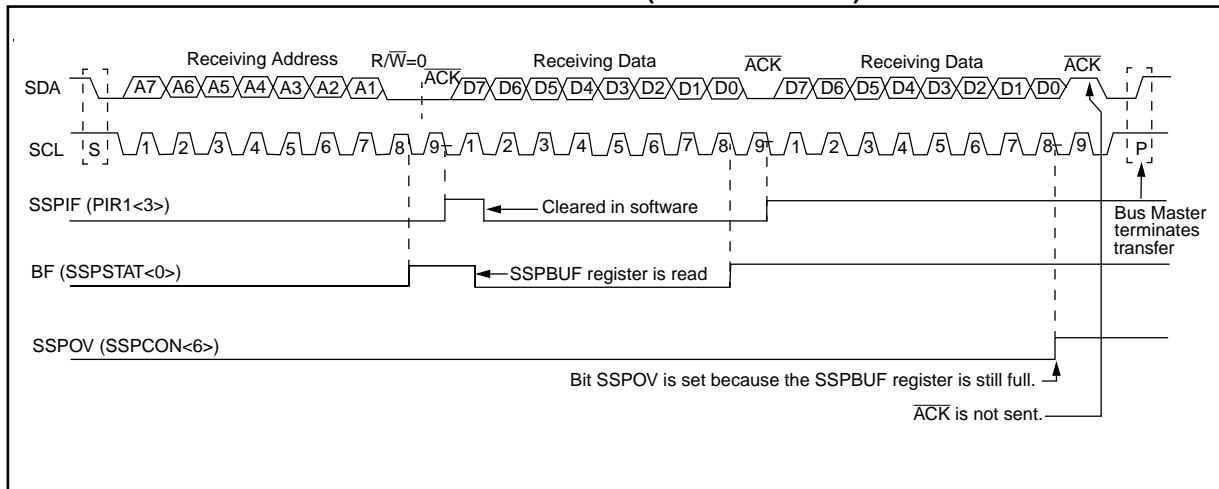 Receiving Address R/W̅=0 Receiving Data A̅C̅K̅ Receiving Data A̅C̅K̅
A̅C̅K̅
SDA A7 A6 A5 A4 A3 A2 A1 D7 D6 D5 D4 D3 D2 D1 D0 D7 D6 D5 D4 D3 D2 D1 D0
SCL S 1 2 3 4 5 6 7 8 9 1 2 3 4 5 6 7 8 9 1 2 3 4 5 6 7 8 9 P
SSPIF (PIR1<3>) Cleared in software
Bus Master
terminates
transfer
BF (SSPSTAT<0>) SSPBUF register is read
SSPOV (SSPCON<6>)
Bit SSPOV is set because the SSPBUF register is still full.
A̅C̅K̅ is not sent.